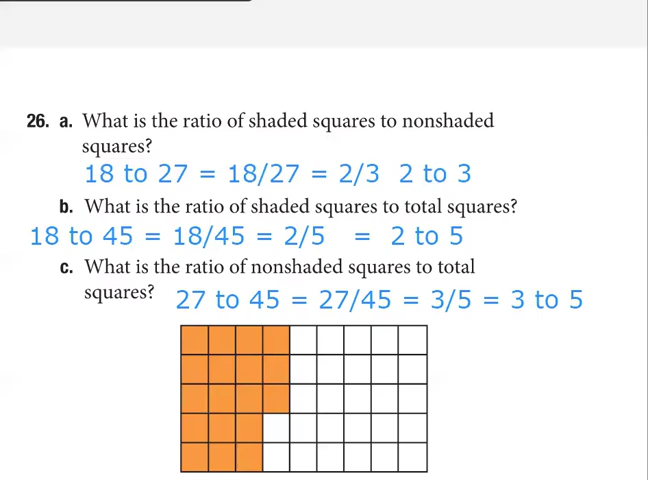 26. a. What is the ratio of shaded squares to nonshaded
squares?
18 to 27 = 18/27 = 2/3 2 to 3
b. What is the ratio of shaded squares to total squares?
18 to 45 = 18/45 = 2/5 = 2 to 5
c. What is the ratio of nonshaded squares to total
squares? 27 to 45 = 27/45 = 3/5 = 3 to 5